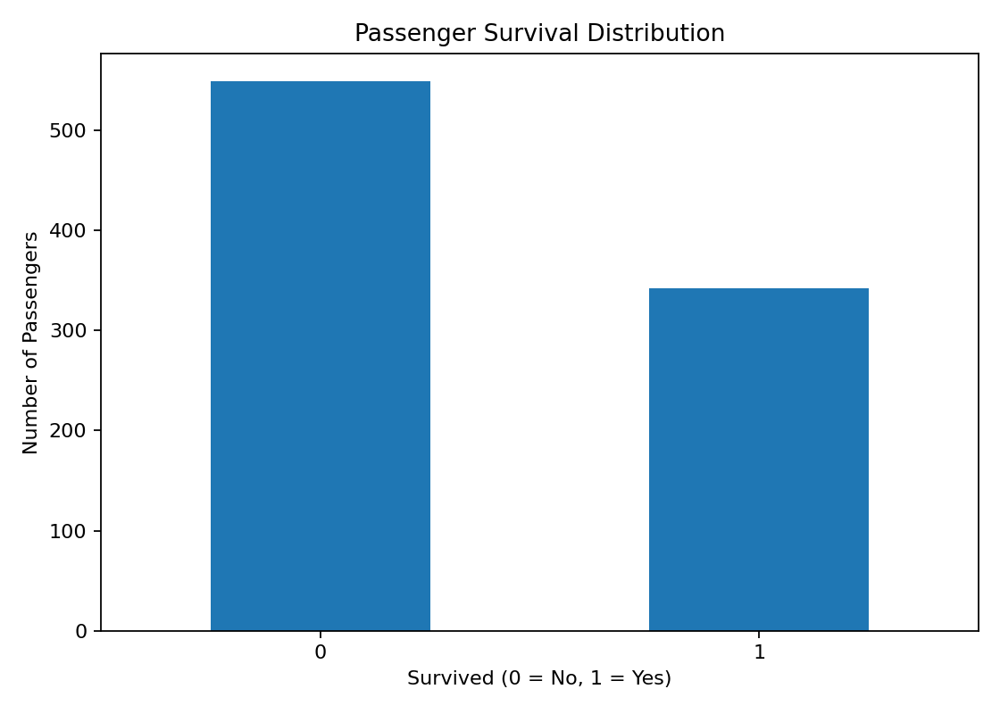 Passenger Survival Distribution
Number of Passengers
500
400
300
200
100
0
0 1
Survived (0 = No, 1 = Yes)